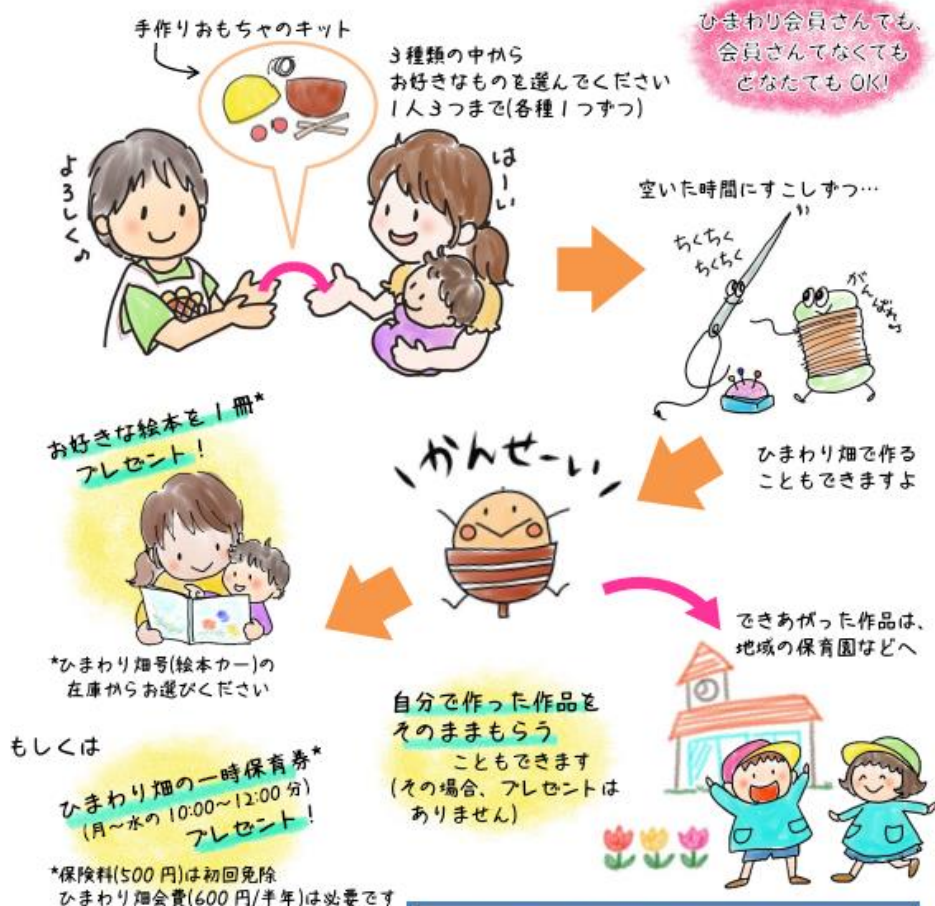 手作りおもちゃのキット
3種類の中から
お好きなものを選んでください
1人3つまで(各種1つずつ)
ひまわり会員さんでも、
会員さんでなくても
どなたでもOK!
よろしく♪
はーい
空いた時間にすこしずつ…
ちくちく
ちくちく
がんばれ♪
ひまわり畑で作る
こともできますよ
かんせーい
お好きな絵本を1冊*
プレゼント!
*ひまわり畑号(絵本カー)の
在庫からお選びください
もしくは
ひまわり畑の一時保育券*
(月~水の10:00~12:00分)
プレゼント!
*保険料(500円)は初回免除
ひまわり畑会費(600円/半年)は必要です
自分で作った作品を
そのままもらう
こともできます
(その場合、プレゼントは
ありません)
できあがった作品は、
地域の保育園などへ